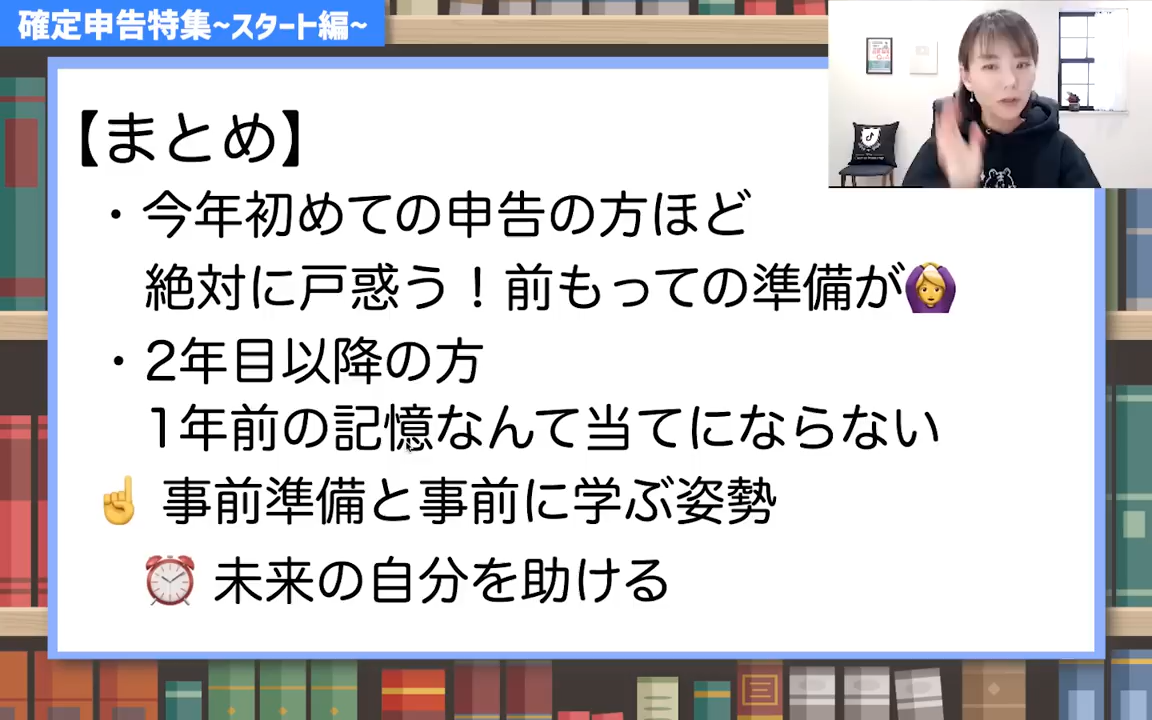 確定申告特集~スタート編~
【まとめ】
・今年初めての申告の方ほど
絶対に戸惑う！前もっての準備が🙆‍♀️
・2年目以降の方
1年前の記憶なんて当てにならない
☝️ 事前準備と事前に学ぶ姿勢
⏰ 未来の自分を助ける